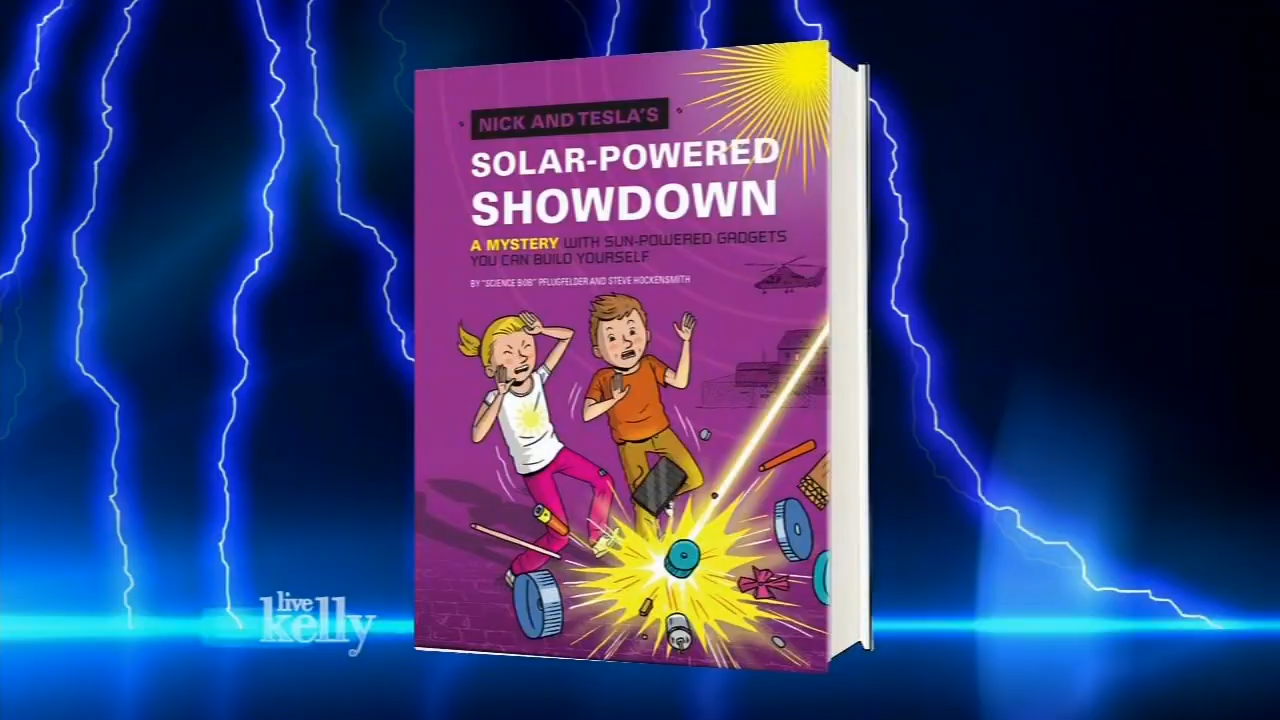 NICK AND TESLA'S
SOLAR-POWERED
SHOWDOWN
A MYSTERY WITH SUN-POWERED GADGETS
YOU CAN BUILD YOURSELF
BY "SCIENCE BOB" PFLUGFELDER AND STEVE HOCKENSMITH
live
kelly